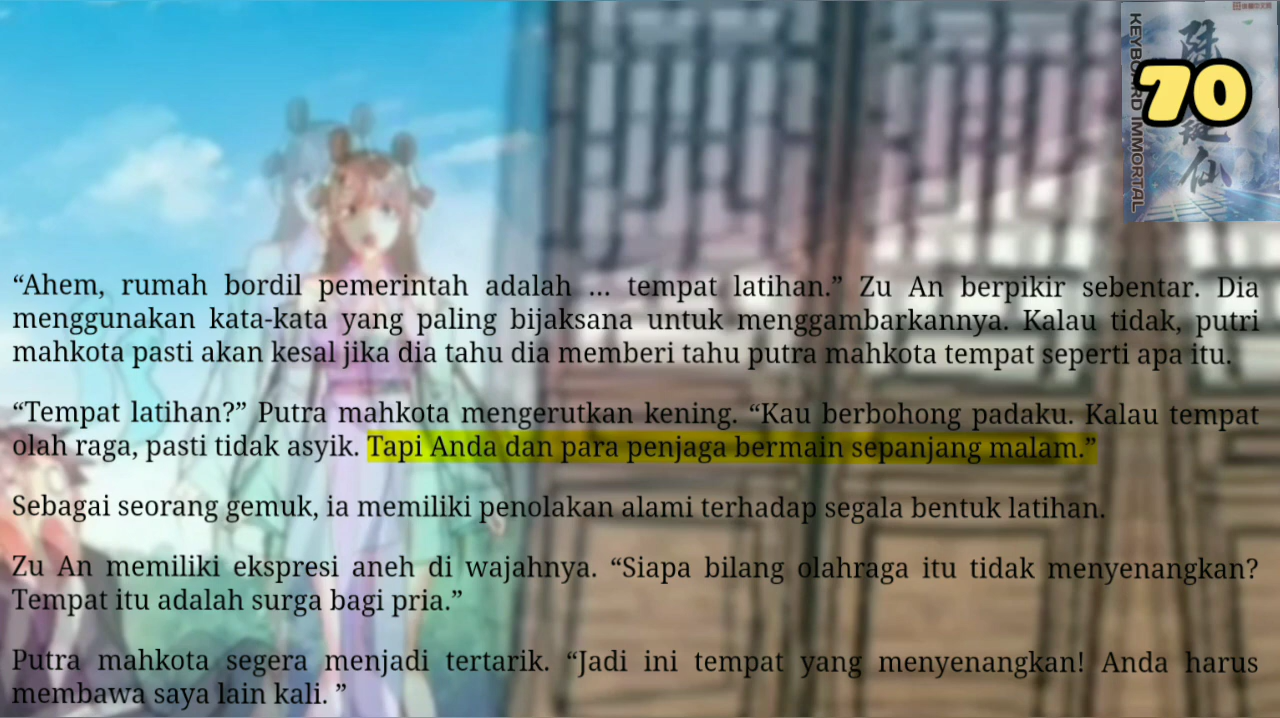 KEYBOARD IMMORTAL
70
仙
“Ahem, rumah bordil pemerintah adalah ... tempat latihan.” Zu An berpikir sebentar. Dia
menggunakan kata-kata yang paling bijaksana untuk menggambarkannya. Kalau tidak, putri
mahkota pasti akan kesal jika dia tahu dia memberi tahu putra mahkota tempat seperti apa itu.
“Tempat latihan?” Putra mahkota mengerutkan kening. “Kau berbohong padaku. Kalau tempat
olah raga, pasti tidak asyik. Tapi Anda dan para penjaga bermain sepanjang malam.”
Sebagai seorang gemuk, ia memiliki penolakan alami terhadap segala bentuk latihan.
Zu An memiliki ekspresi aneh di wajahnya. “Siapa bilang olahraga itu tidak menyenangkan?
Tempat itu adalah surga bagi pria.”
Putra mahkota segera menjadi tertarik. “Jadi ini tempat yang menyenangkan! Anda harus
membawa saya lain kali. ”